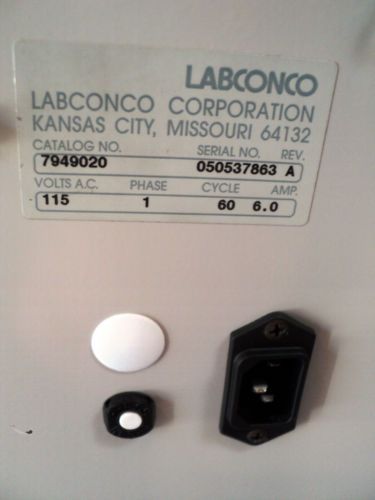 LABCONCO
LABCONCO CORPORATION
KANSAS CITY, MISSOURI 64132
CATALOG NO. SERIAL NO. REV.
7949020 050537863 A
VOLTS A.C. PHASE CYCLE AMP.
115 1 60 6.0